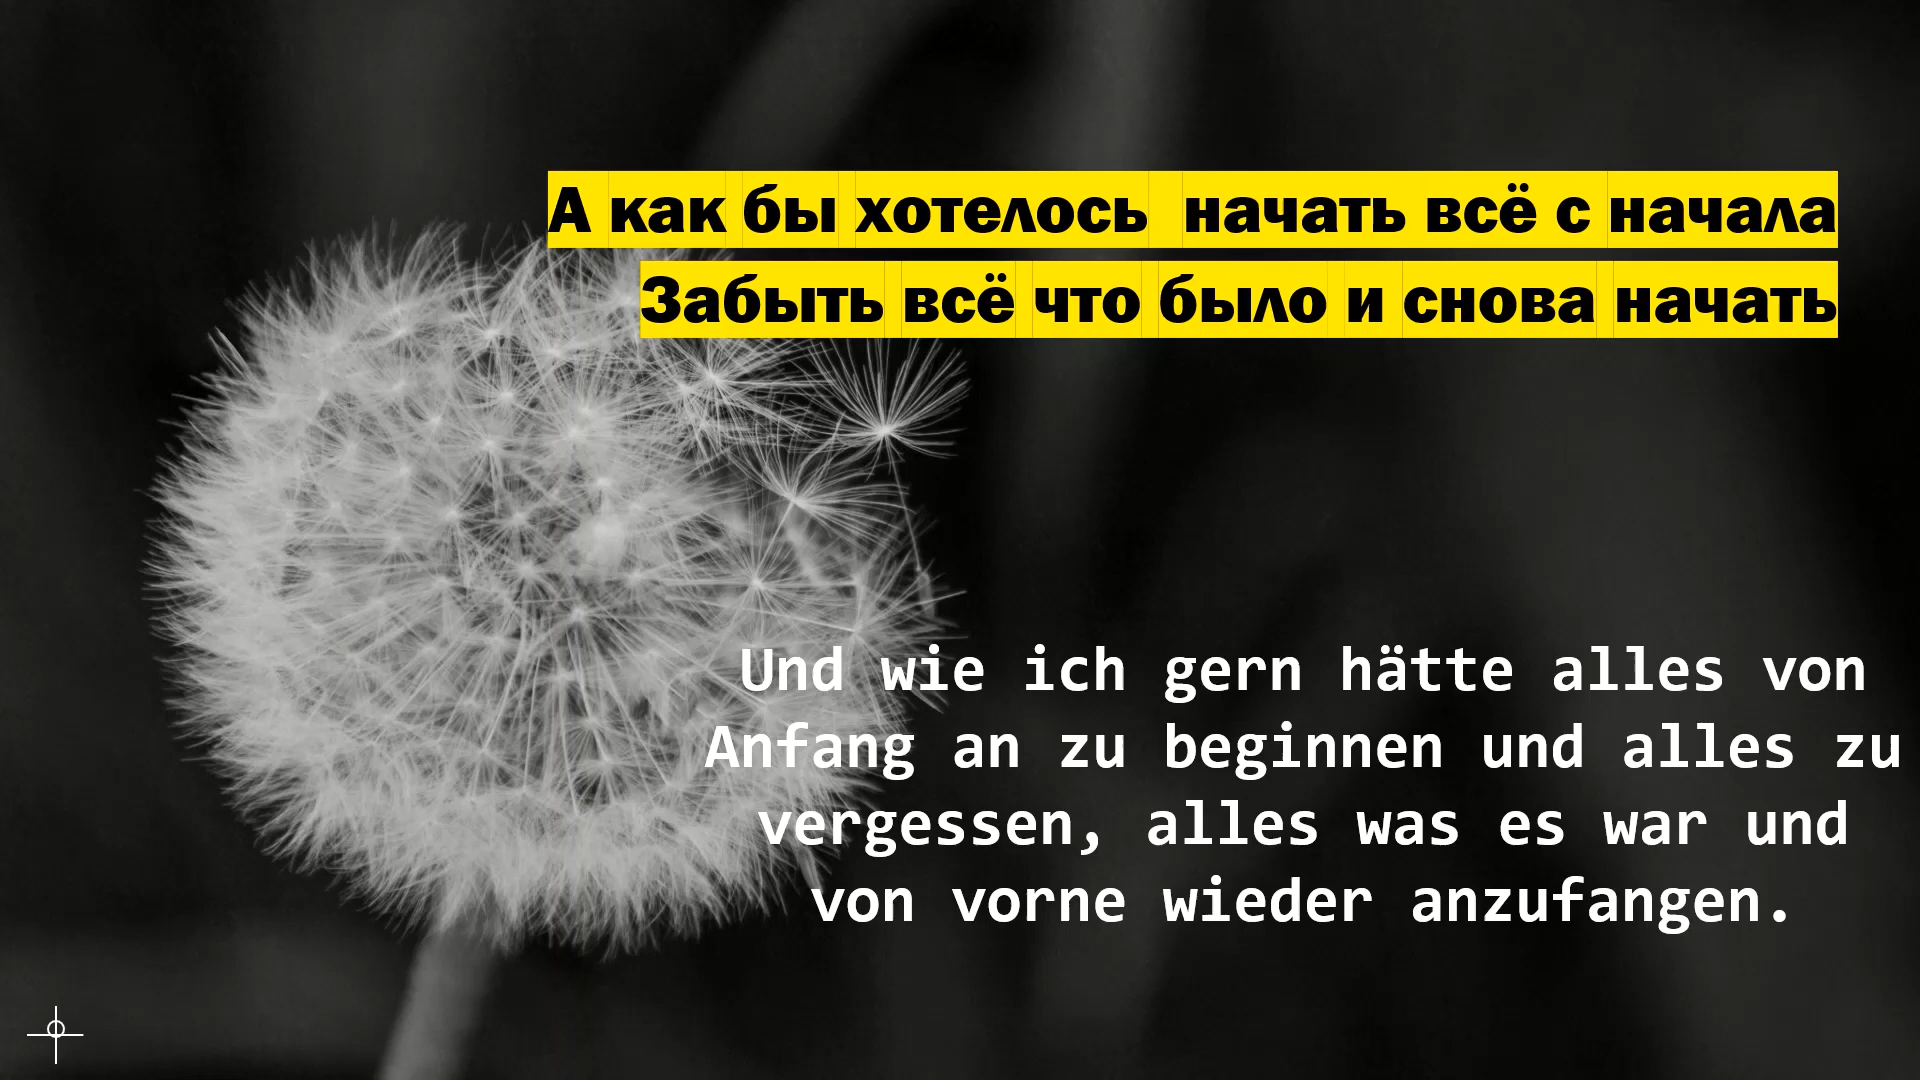 А как бы хотелось  начать всё с начала
Забыть всё что было и снова начать
Und wie ich gern hätte alles von
Anfang an zu beginnen und alles zu
vergessen, alles was es war und
von vorne wieder anzufangen.